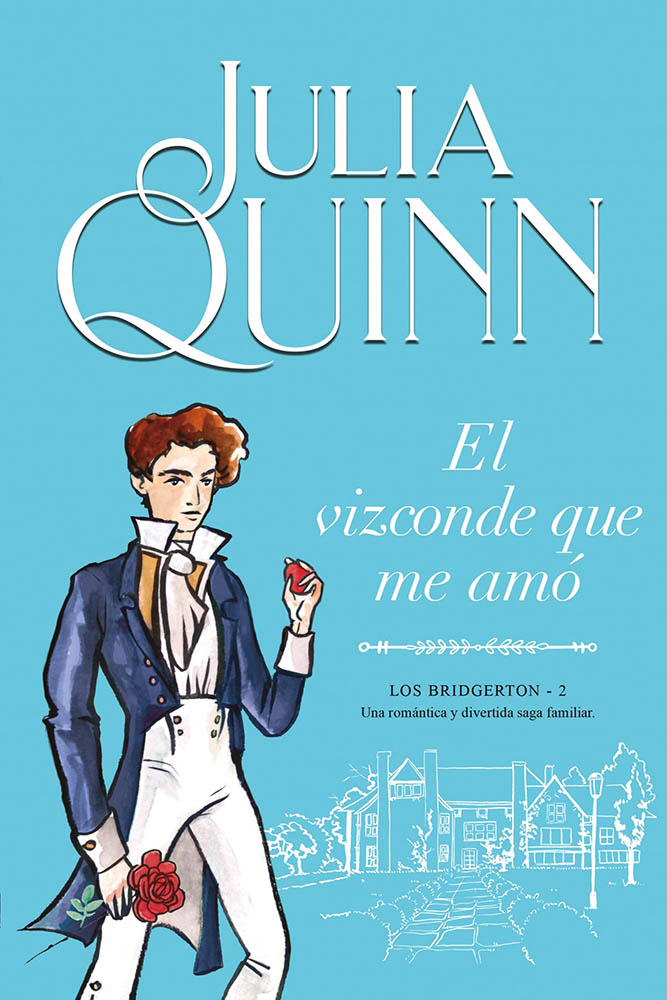 JULIA
QUINN
El
vizconde que
me amó
LOS BRIDGERTON - 2
Una romántica y divertida saga familiar.